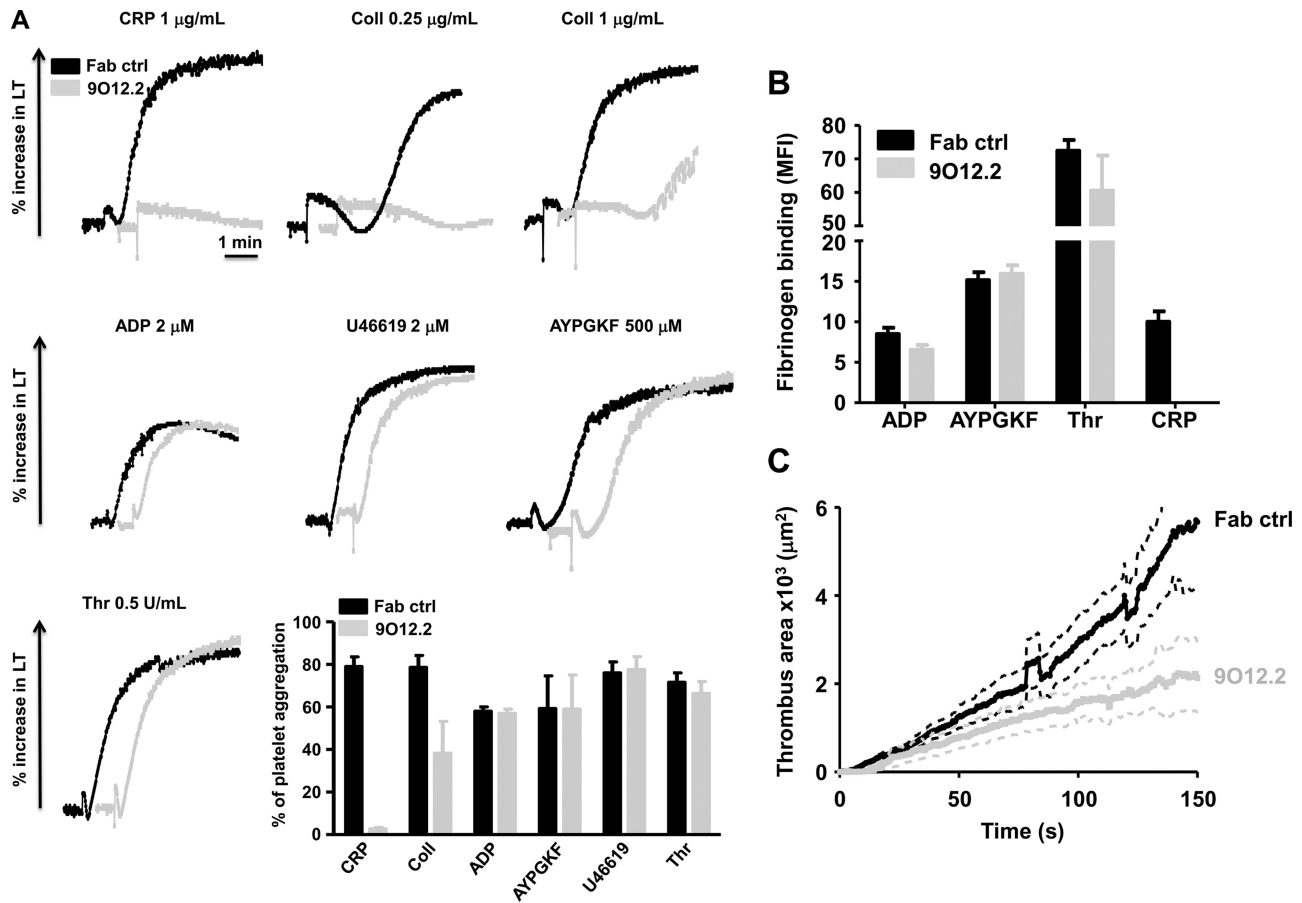 A
CRP 1 μg/mL
Coll 0.25 μg/mL
Coll 1 μg/mL
% increase in LT
Fab ctrl
9O12.2
1 min
ADP 2 μM
U46619 2 μM
AYPGKF 500 μM
% increase in LT
Thr 0.5 U/mL
% increase in LT
Fab ctrl
9O12.2
% of platelet aggregation
100
80
60
40
20
0
CRP
Coll
ADP
AYPGKF
U46619
Thr
B
Fibrinogen binding (MFI)
Fab ctrl
9O12.2
80
70
60
50
20
15
10
5
0
ADP
AYPGKF
Thr
CRP
C
Thrombus area x10³ (μm²)
6
4
2
0
0
50
100
150
Time (s)
Fab ctrl
9O12.2